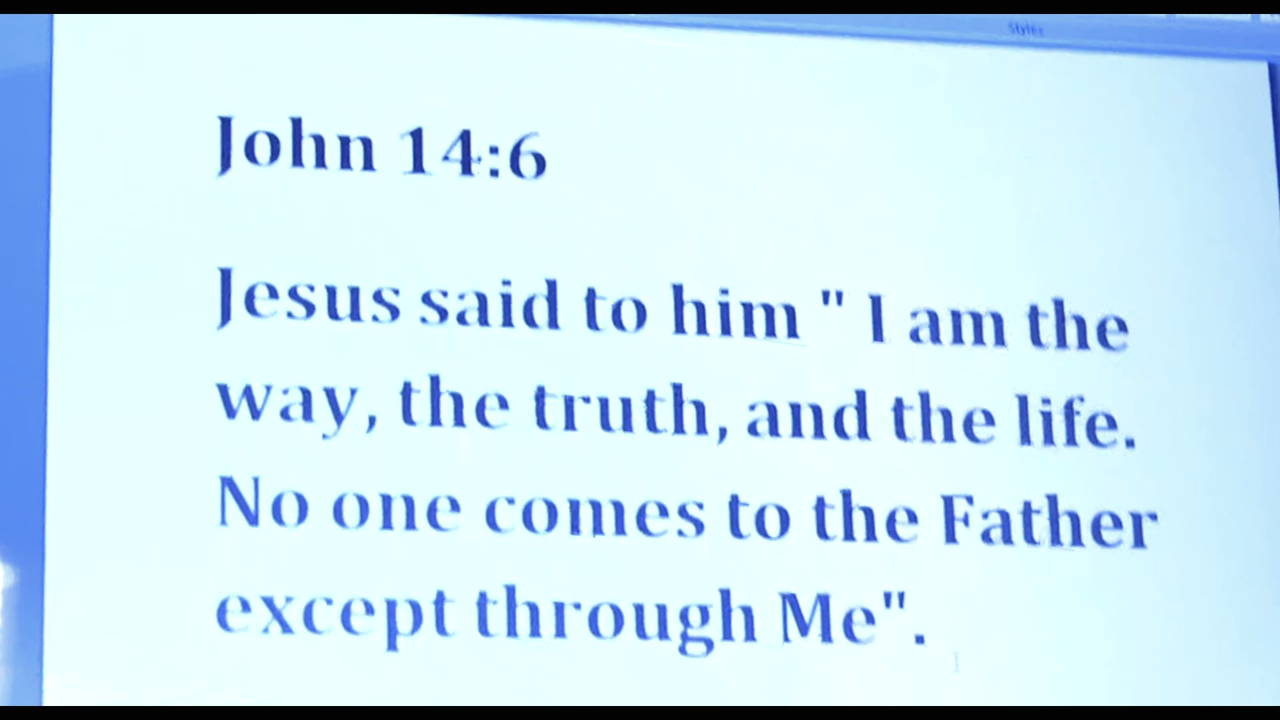 Styles
John 14:6
Jesus said to him " I am the
way, the truth, and the life.
No one comes to the Father
except through Me".